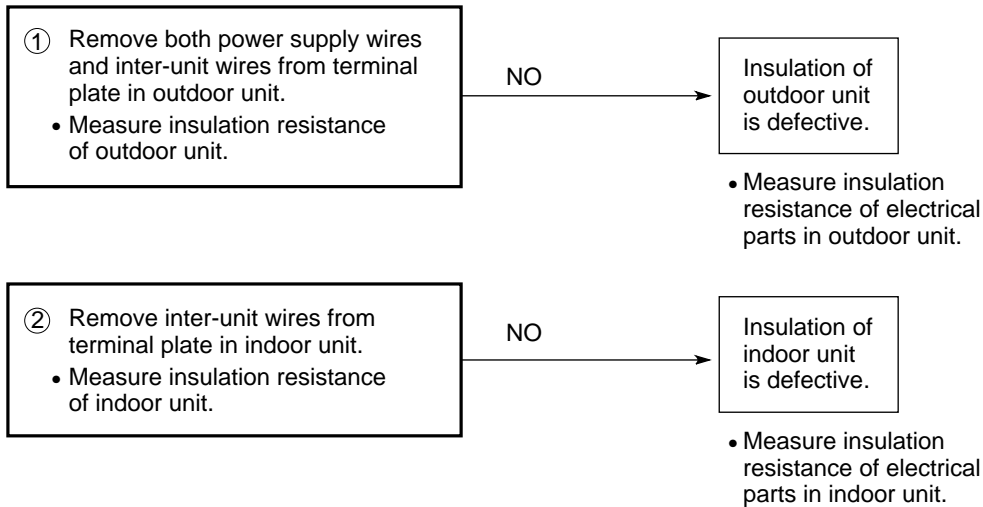 ① Remove both power supply wires
and inter-unit wires from terminal
plate in outdoor unit.
• Measure insulation resistance
of outdoor unit.
NO
Insulation of
outdoor unit
is defective.
• Measure insulation
resistance of electrical
parts in outdoor unit.
② Remove inter-unit wires from
terminal plate in indoor unit.
• Measure insulation resistance
of indoor unit.
NO
Insulation of
indoor unit
is defective.
• Measure insulation
resistance of electrical
parts in indoor unit.